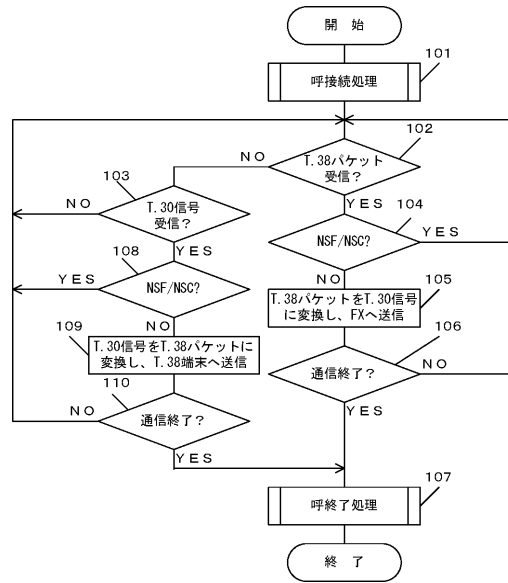 開 始
101
呼接続処理
102
T.38パケット
受信？
NO
YES
103
T.30信号
受信？
NO
YES
104
NSF/NSC?
YES
NO
108
NSF/NSC?
YES
NO
105
T.38パケットをT.30信号
に変換し、FXへ送信
109
T.30信号をT.38パケットに
変換し、T.38端末へ送信
106
通信終了？
NO
YES
110
通信終了？
NO
YES
107
呼終了処理
終 了